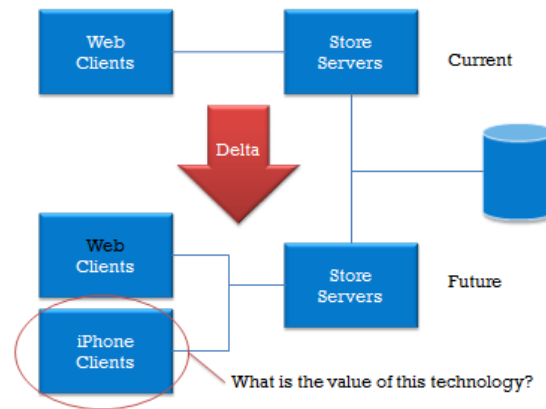 Web
Clients
Store
Servers
Current
Delta
Web
Clients
Store
Servers
Future
iPhone
Clients
What is the value of this technology?